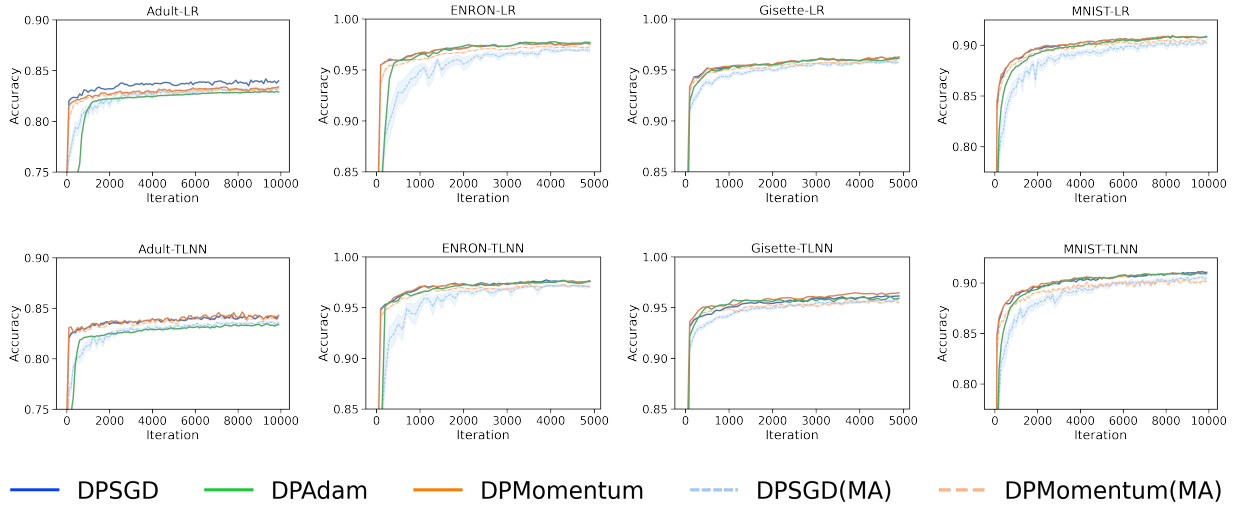 Adult-LR
0.90
0.85
0.80
0.75
Accuracy
0 2000 4000 6000 8000 10000
Iteration
ENRON-LR
1.00
0.95
0.90
0.85
Accuracy
0 1000 2000 3000 4000 5000
Iteration
Gisette-LR
1.00
0.95
0.90
0.85
Accuracy
0 1000 2000 3000 4000 5000
Iteration
MNIST-LR
0.90
0.85
0.80
Accuracy
0 2000 4000 6000 8000 10000
Iteration
Adult-TLNN
0.90
0.85
0.80
0.75
Accuracy
0 2000 4000 6000 8000 10000
Iteration
ENRON-TLNN
1.00
0.95
0.90
0.85
Accuracy
0 1000 2000 3000 4000 5000
Iteration
Gisette-TLNN
1.00
0.95
0.90
0.85
Accuracy
0 1000 2000 3000 4000 5000
Iteration
MNIST-TLNN
0.90
0.85
0.80
Accuracy
0 2000 4000 6000 8000 10000
Iteration
DPSGD DPAdam DPMomentum DPSGD(MA) DPMomentum(MA)